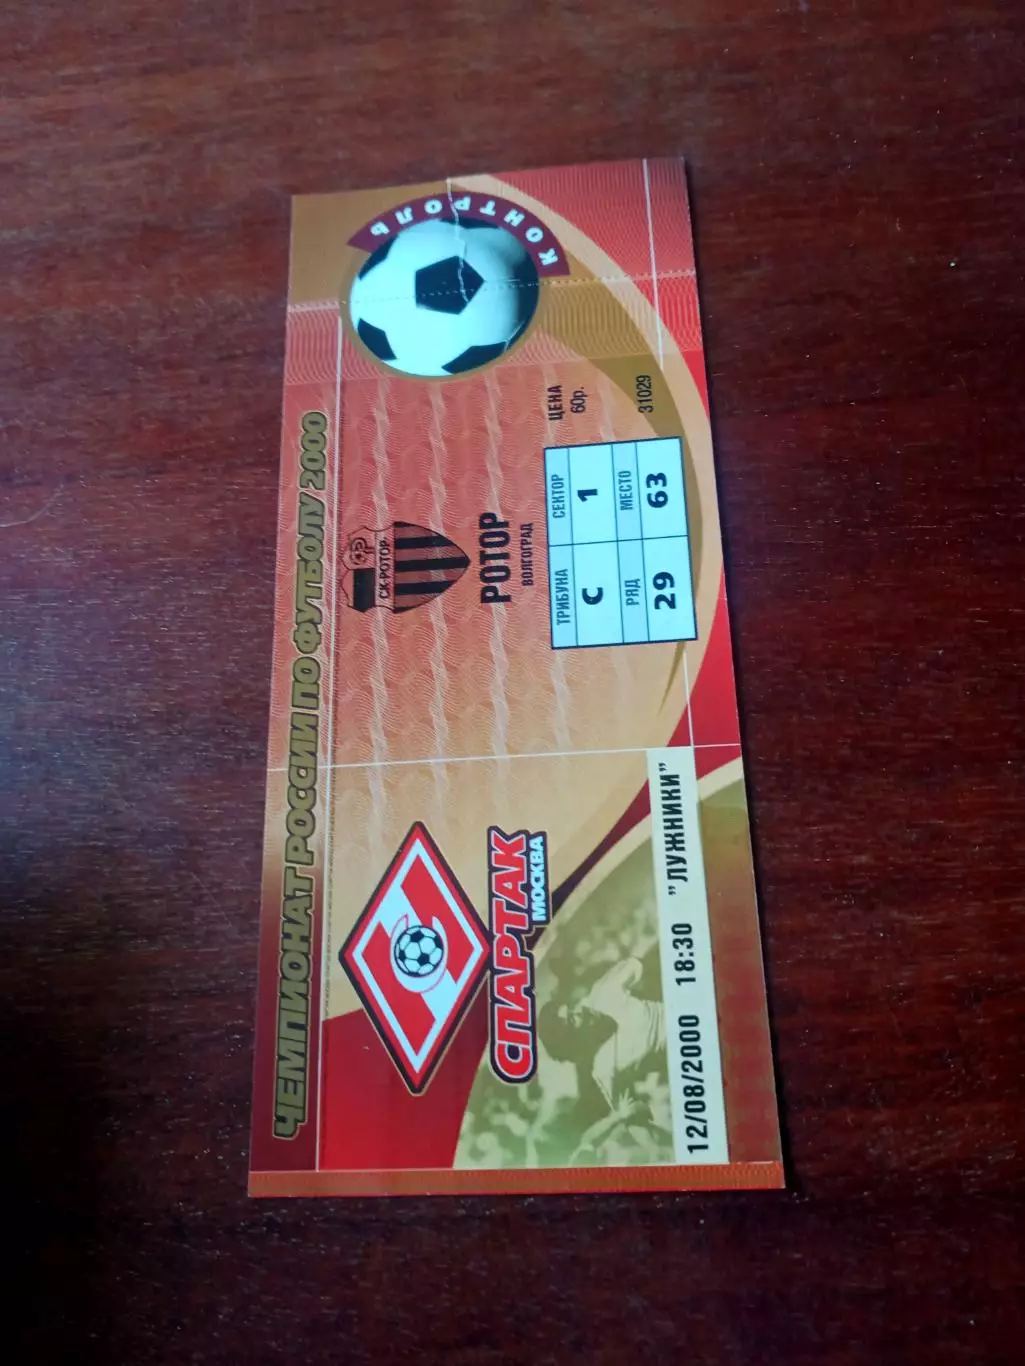 ЧЕМПИОНАТ РОССИИ ПО ФУТБОЛУ 2000
СПАРТАК
МОСКВА
СК-РОТОР
РОТОР
ВОЛГОГРАД
КОНТРОЛЬ
ЦЕНА
60р.
31029
ТРИБУНА СЕКТОР
С 1
РЯД МЕСТО
29 63
12/08/2000 18:30 "ЛУЖНИКИ"